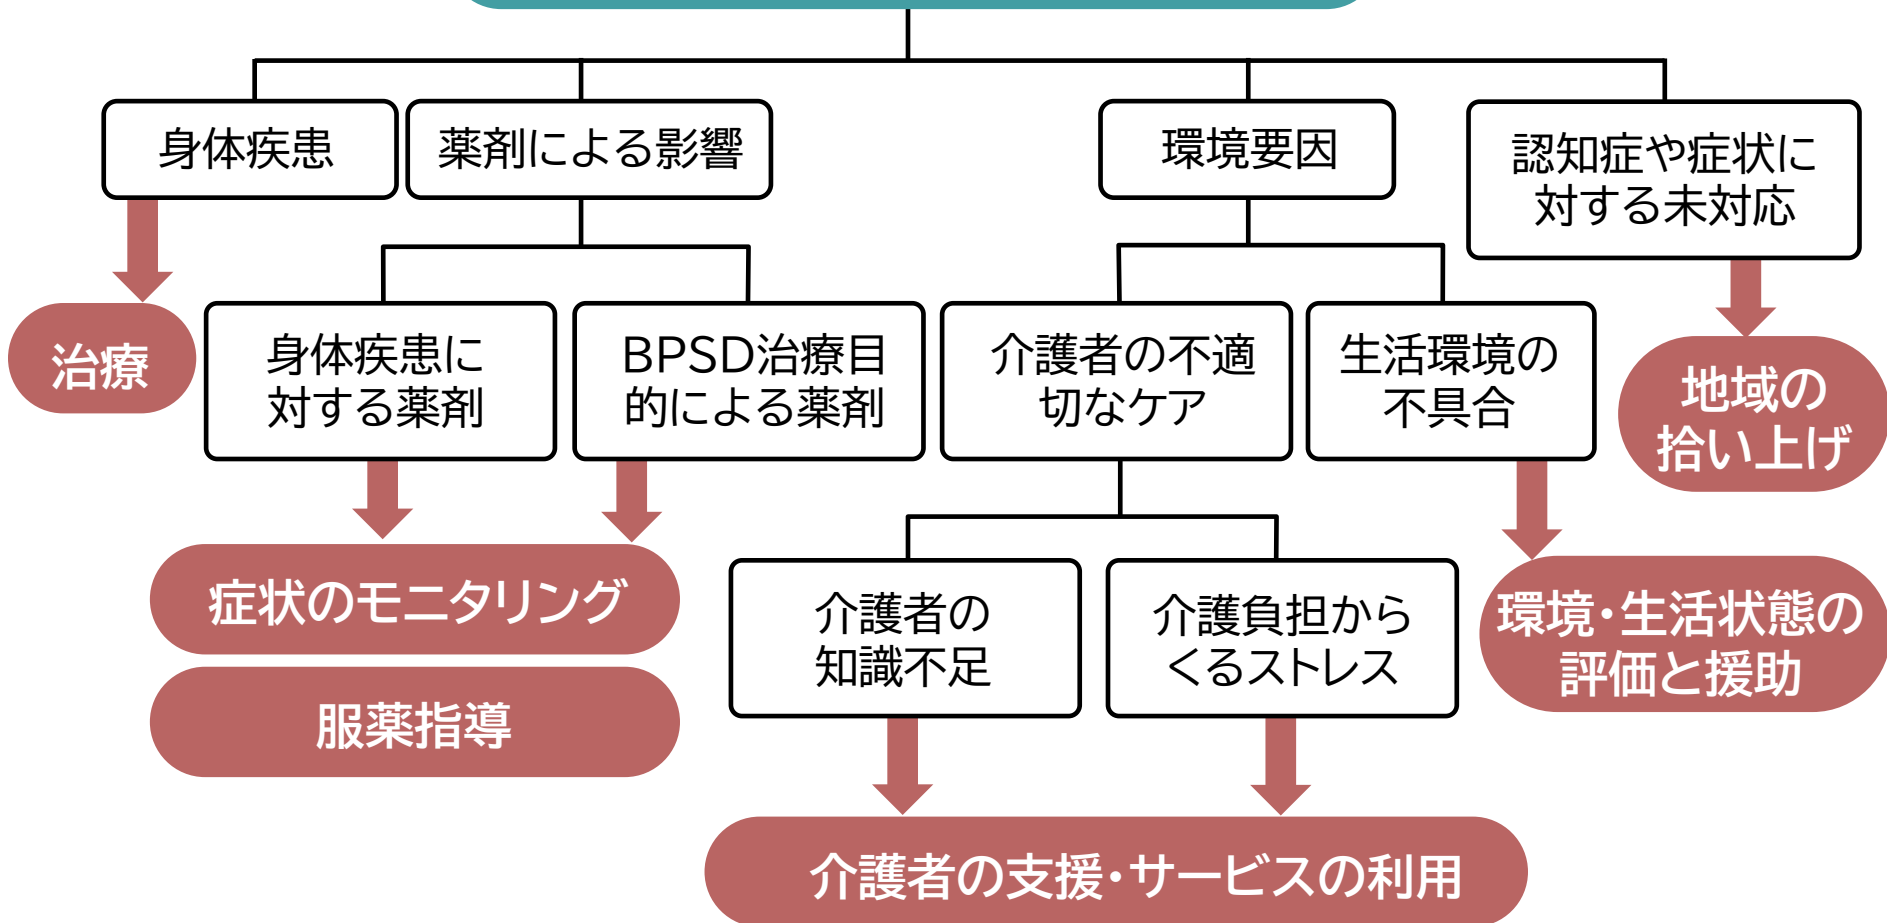 身体疾患
薬剤による影響
環境要因
認知症や症状に
対する未対応
治療
身体疾患に
対する薬剤
BPSD治療目
的による薬剤
介護者の不適
切なケア
生活環境の
不具合
地域の
拾い上げ
症状のモニタリング
服薬指導
介護者の
知識不足
介護負担から
くるストレス
環境・生活状態の
評価と援助
介護者の支援・サービスの利用